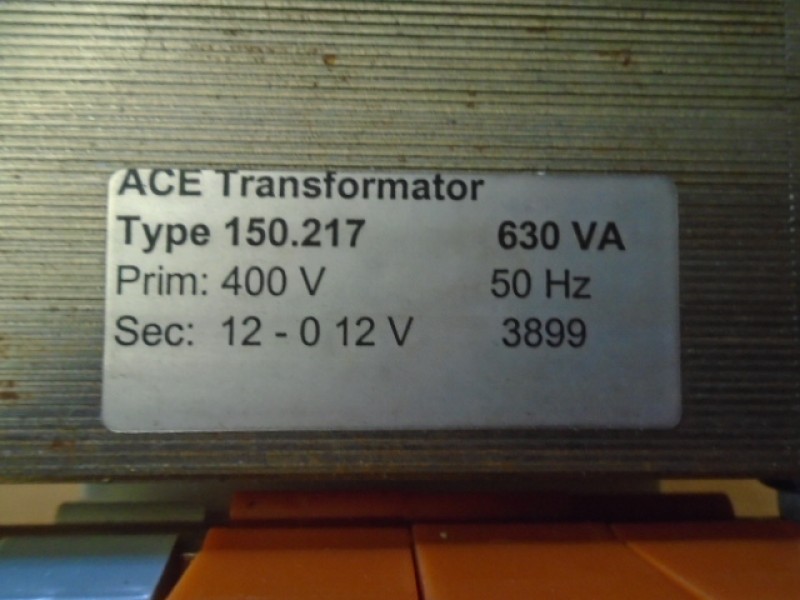 ACE Transformator
Type 150.217 630 VA
Prim: 400 V 50 Hz
Sec: 12 - 0 12 V 3899